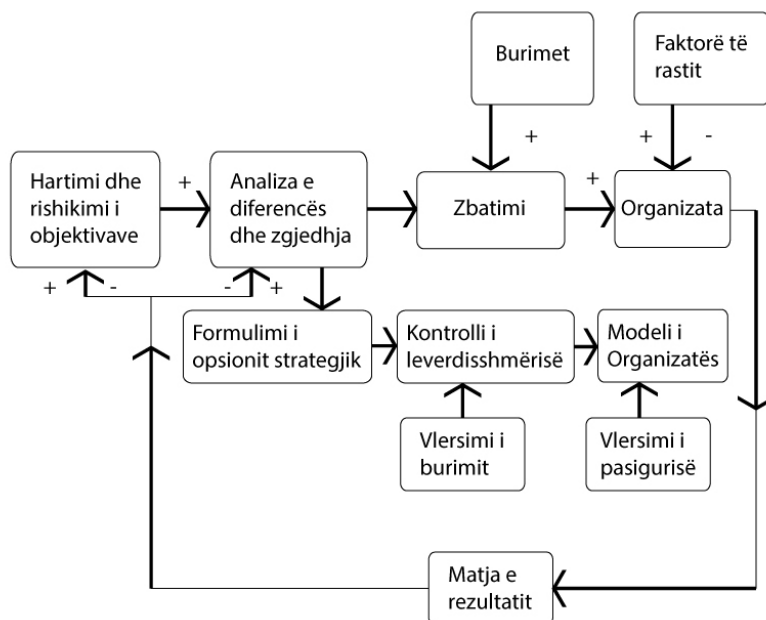 Burimet
Faktorë të
rastit
+
+ -
Hartimi dhe
rishikimi i
objektivave
+
Analiza e
diferencës
dhe zgjedhja
Zbatimi
+
Organizata
+ -
- +
Formulimi i
opsionit strategjik
Kontrolli i
leverdisshmërisë
Modeli i
Organizatës
Vlersimi i
burimit
Vlersimi i
pasigurisë
Matja e
rezultatit